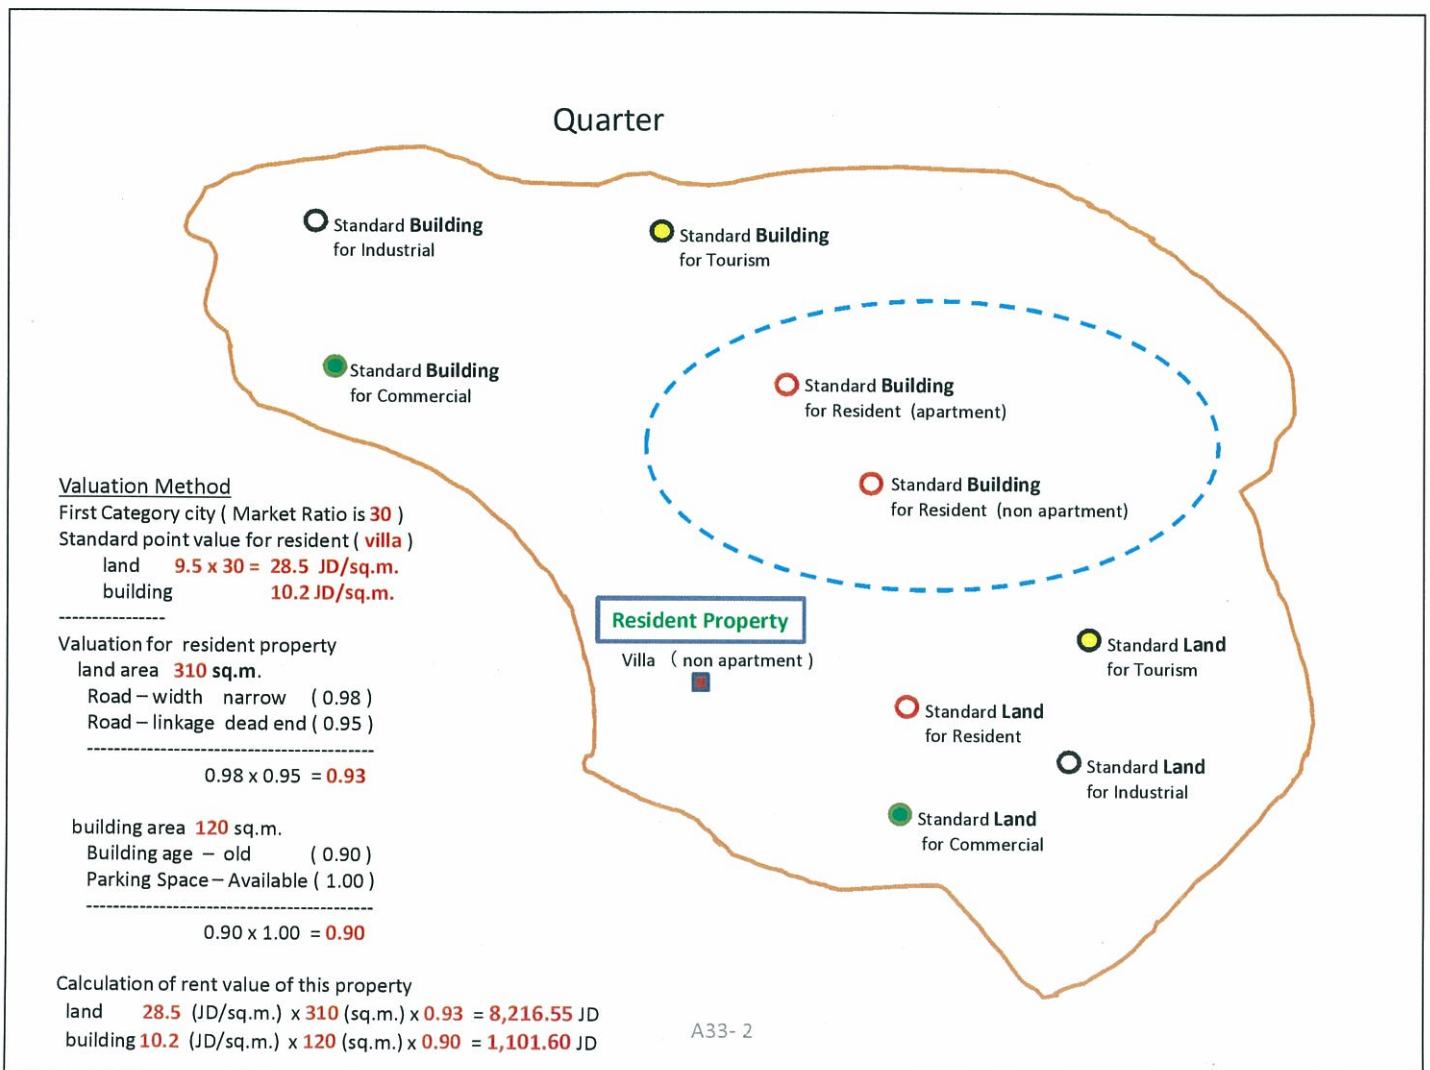 Quarter
Standard Building
for Industrial
Standard Building
for Tourism
Standard Building
for Commercial
Standard Building
for Resident (apartment)
Standard Building
for Resident (non apartment)
Valuation Method
First Category city ( Market Ratio is 30 )
Standard point value for resident ( villa )
land 9.5 x 30 = 28.5 JD/sq.m.
building 10.2 JD/sq.m.
----------------
Valuation for resident property
land area 310 sq.m.
Road – width narrow ( 0.98 )
Road – linkage dead end ( 0.95 )
-------------------------------------------
0.98 x 0.95 = 0.93
building area 120 sq.m.
Building age – old ( 0.90 )
Parking Space – Available ( 1.00 )
-------------------------------------------
0.90 x 1.00 = 0.90
Calculation of rent value of this property
land 28.5 (JD/sq.m.) x 310 (sq.m.) x 0.93 = 8,216.55 JD
building 10.2 (JD/sq.m.) x 120 (sq.m.) x 0.90 = 1,101.60 JD
Resident Property
Villa ( non apartment )
Standard Land
for Tourism
Standard Land
for Resident
Standard Land
for Industrial
Standard Land
for Commercial
A33- 2